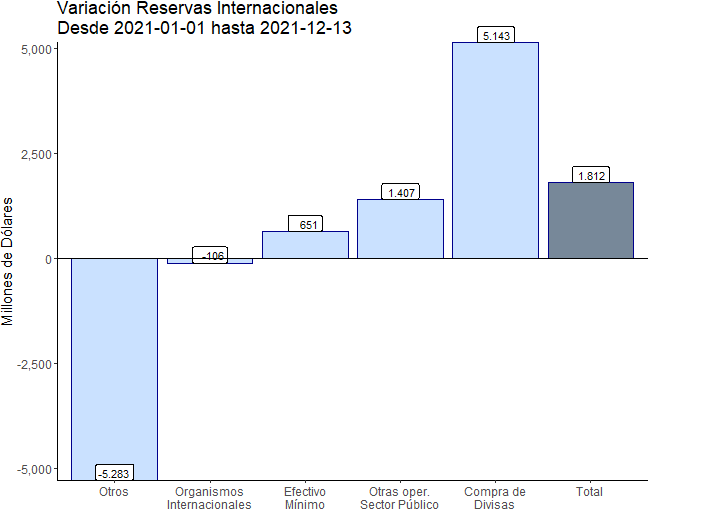 Variación Reservas Internacionales
Desde 2021-01-01 hasta 2021-12-13
Millones de Dólares
5,000
2,500
0
-2,500
-5,000
-5.283
-106
651
1.407
5.143
1.812
Otros
Organismos
Internacionales
Efectivo
Mínimo
Otras oper.
Sector Público
Compra de
Divisas
Total